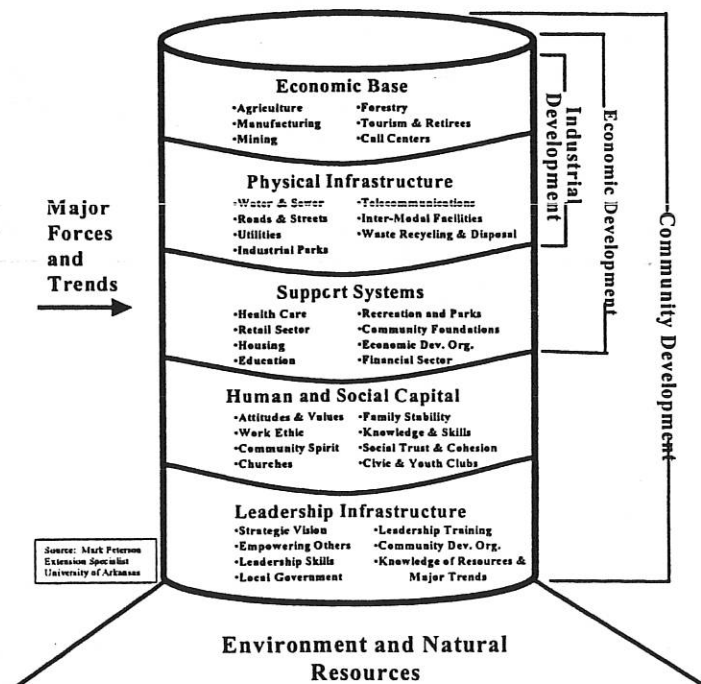 Economic Base
•Agriculture •Forestry
•Manufacturing •Tourism & Retirees
•Mining •Call Centers
Physical Infrastructure
•Water & Sewer •Telecommunications
•Roads & Streets •Inter-Modal Facilities
•Utilities •Waste Recycling & Disposal
•Industrial Parks
Support Systems
•Health Care •Recreation and Parks
•Retail Sector •Community Foundations
•Housing •Economic Dev. Org.
•Education •Financial Sector
Human and Social Capital
•Attitudes & Values •Family Stability
•Work Ethic •Knowledge & Skills
•Community Spirit •Social Trust & Cohesion
•Churches •Civic & Youth Clubs
Leadership Infrastructure
•Strategic Vision •Leadership Training
•Empowering Others •Community Dev. Org.
•Leadership Skills •Knowledge of Resources &
•Local Government Major Trends
Major
Forces
and
Trends
Industrial
Development
Economic Development
Community Development
Source: Mark Peterson
Extension Specialist
University of Arkansas
Environment and Natural
Resources